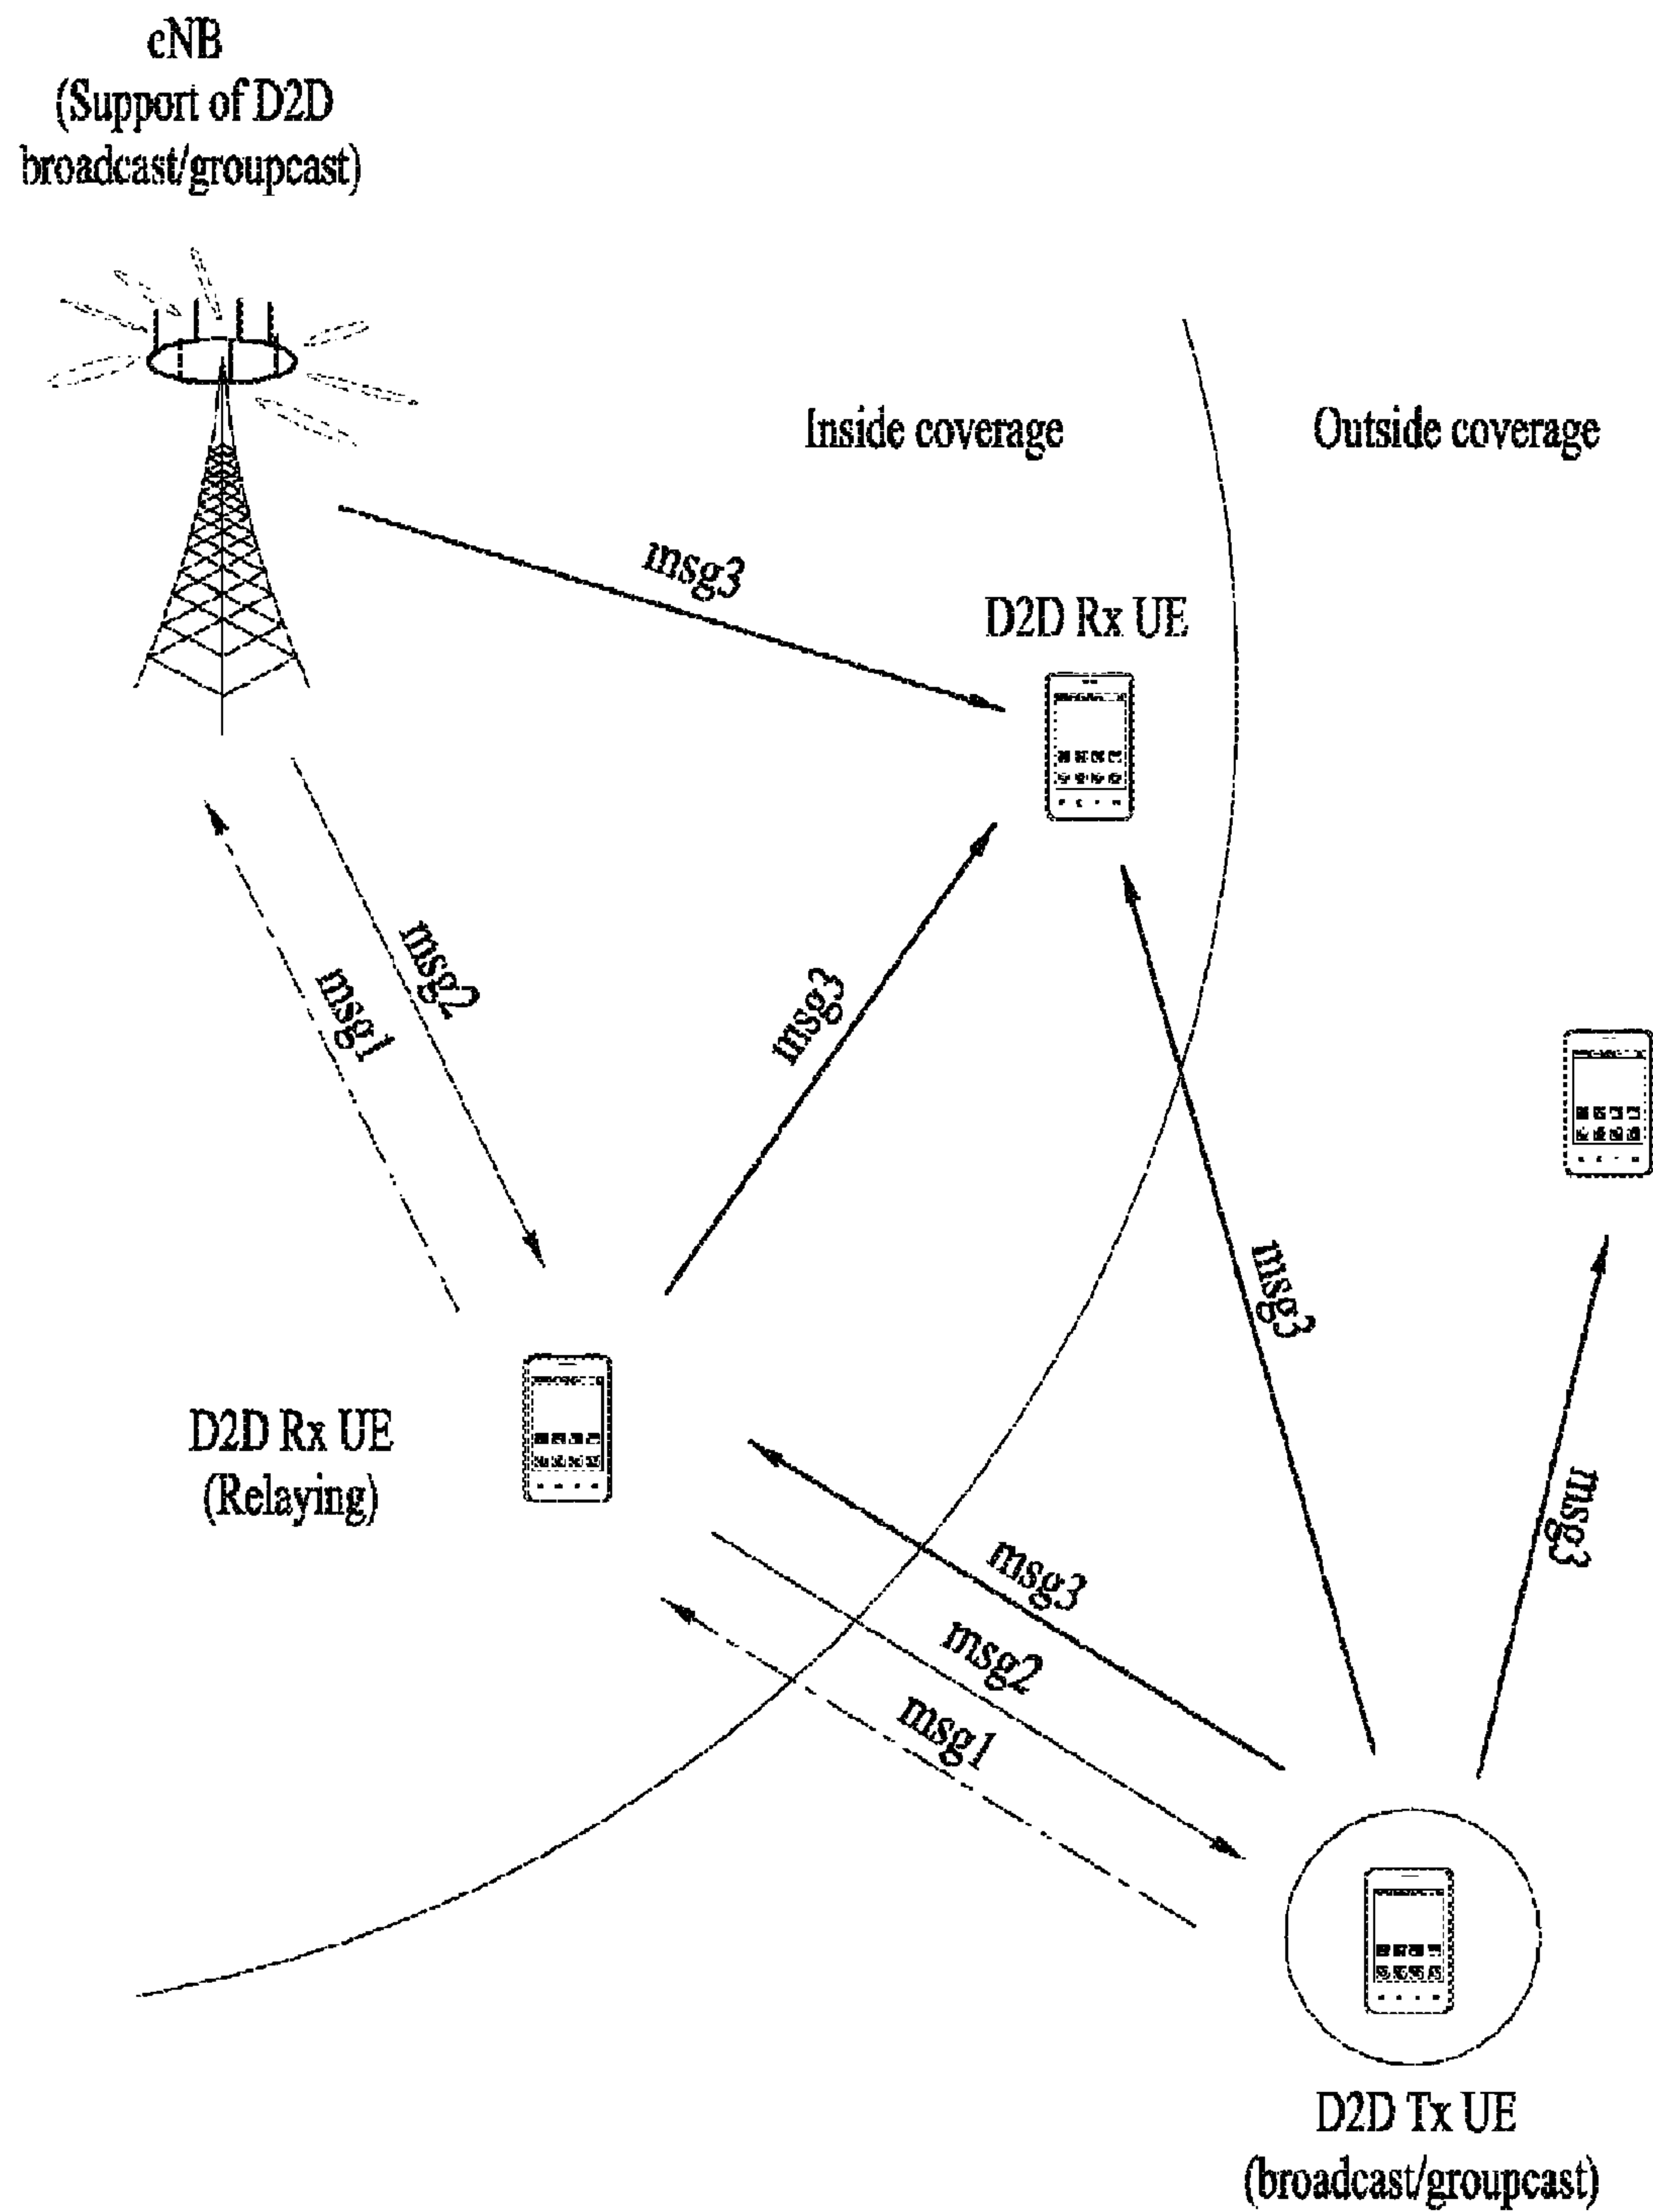 eNB
(Support of D2D
broadcast/groupcast)
Inside coverage
Outside coverage
msg3
D2D Rx UE
msg2
msg1
msg3
msg3
msg3
D2D Rx UE
(Relaying)
msg3
msg2
msg1
D2D Tx UE
(broadcast/groupcast)